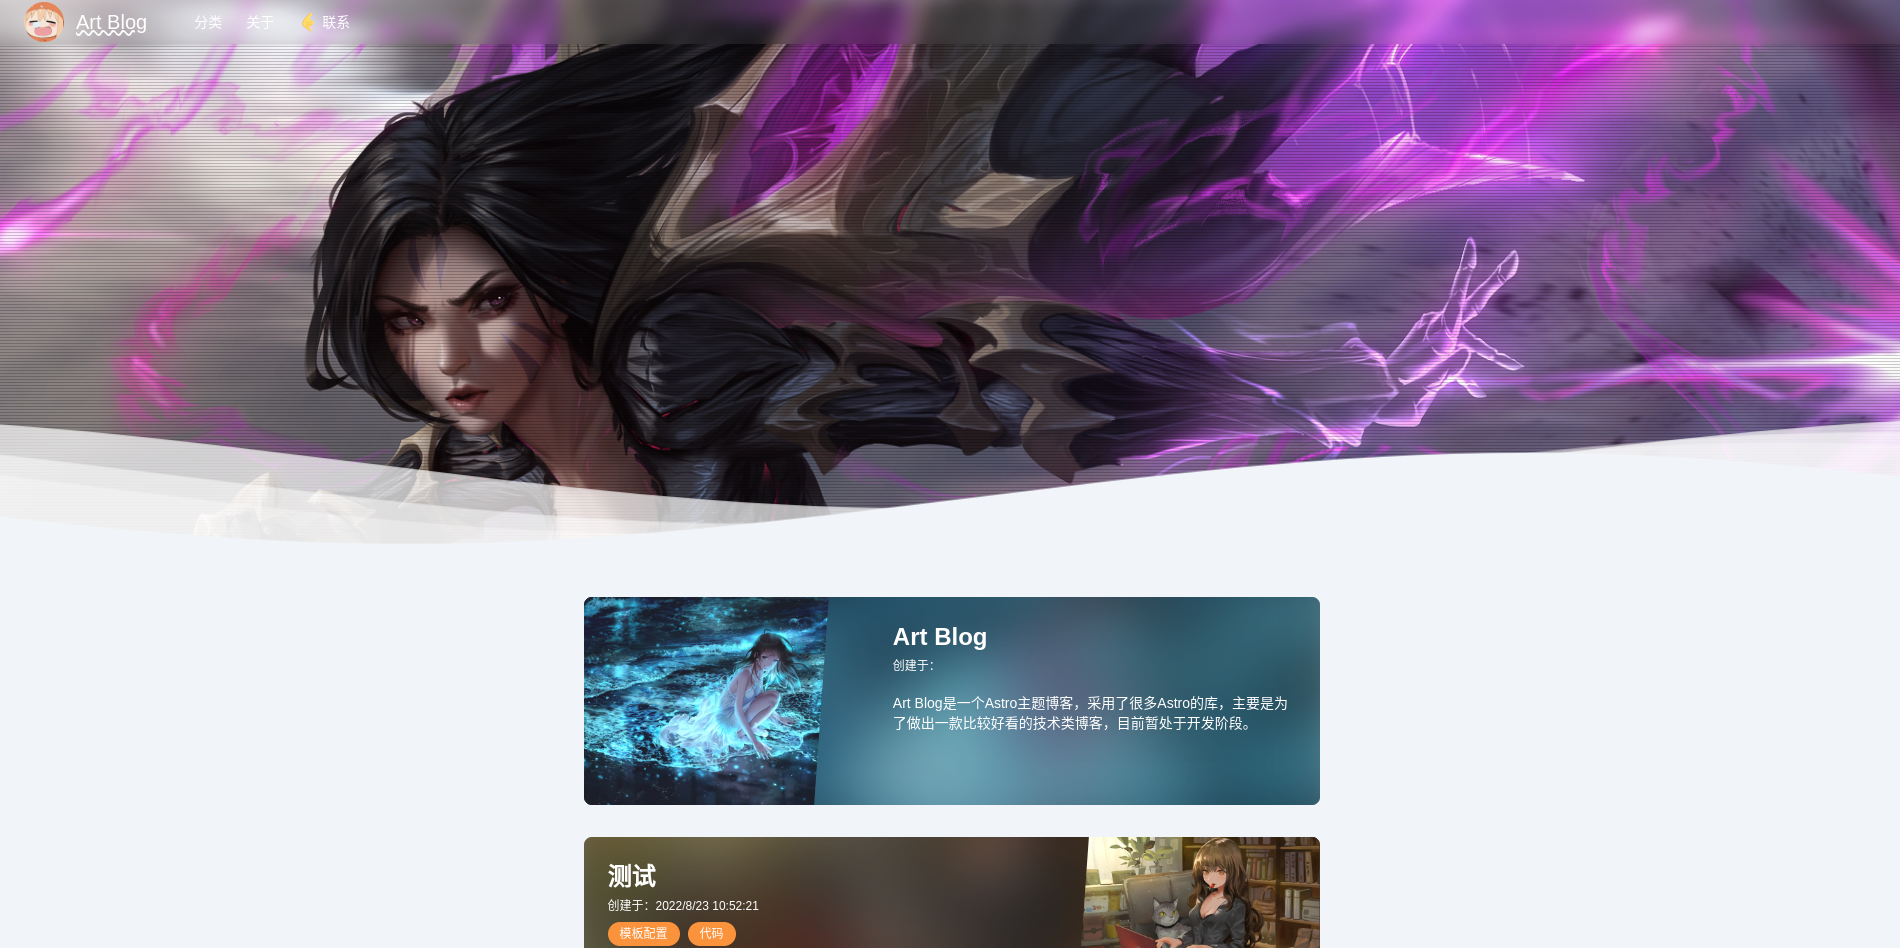 Art Blog
分类
关于
联系
Art Blog
创建于：
Art Blog是一个Astro主题博客，采用了很多Astro的库，主要是为
了做出一款比较好看的技术类博客，目前暂处于开发阶段。
测试
创建于：2022/8/23 10:52:21
模板配置
代码